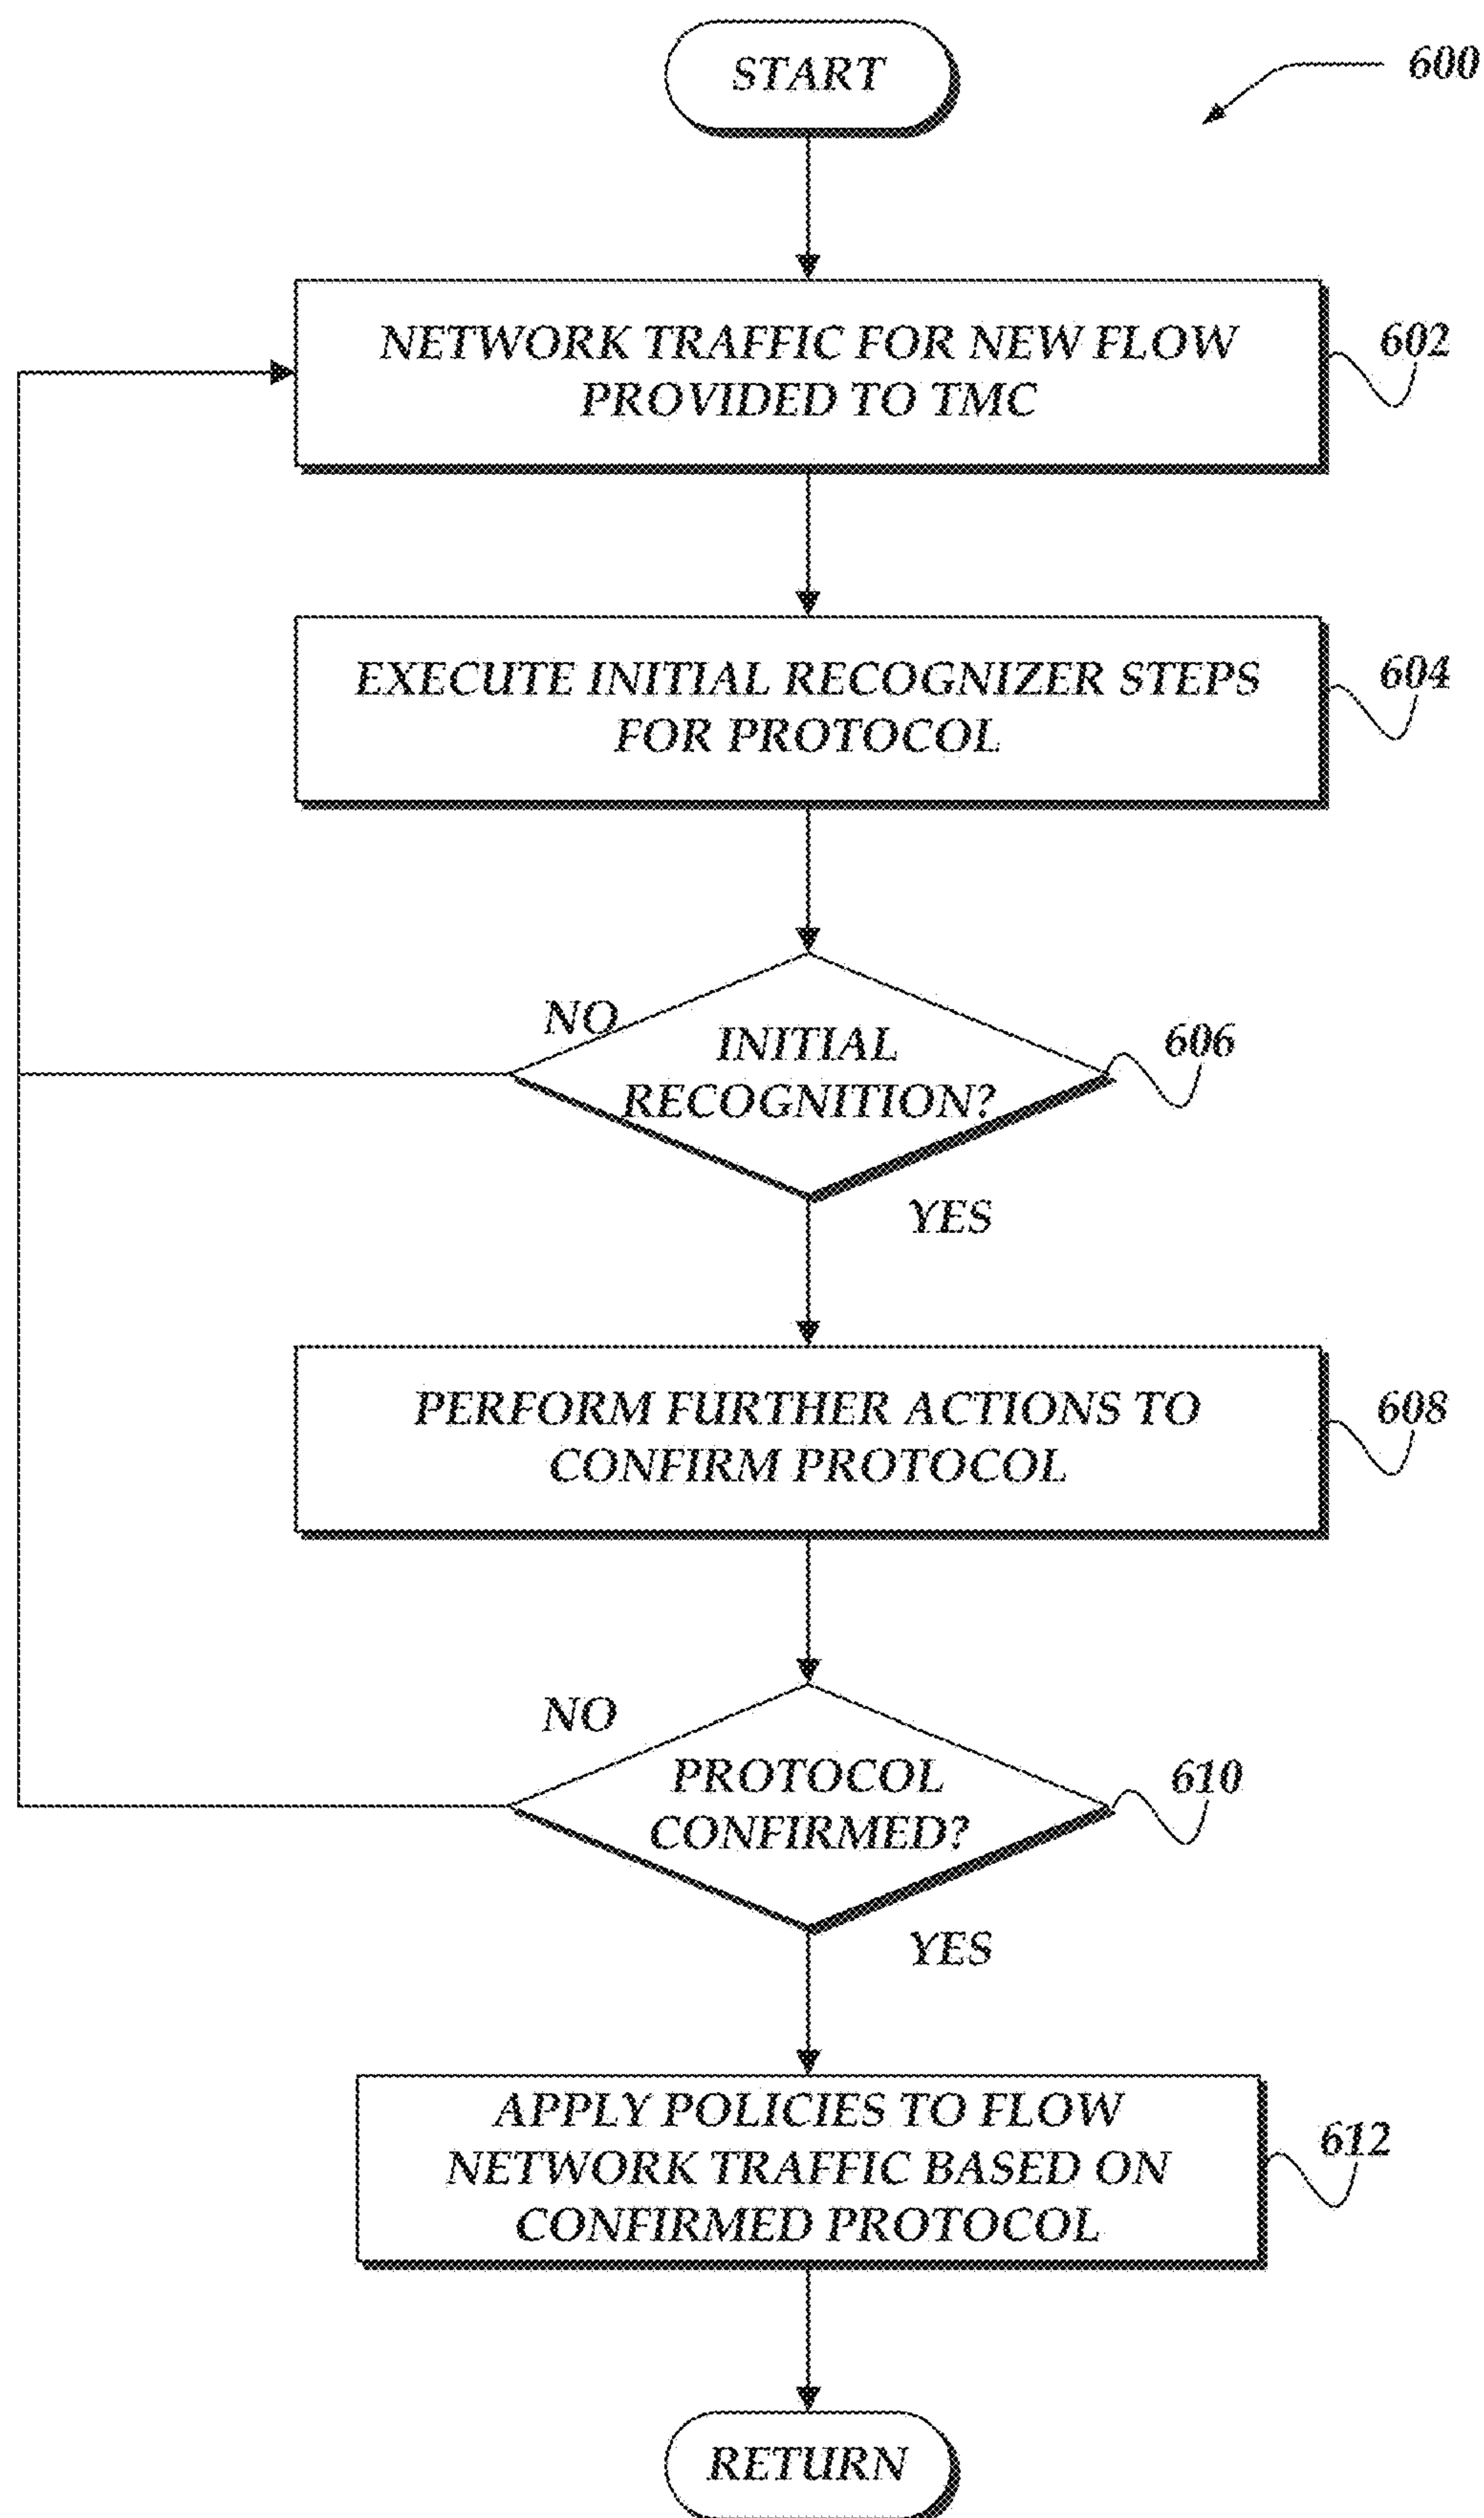 START
600
NETWORK TRAFFIC FOR NEW FLOW
PROVIDED TO TMC
602
EXECUTE INITIAL RECOGNIZER STEPS
FOR PROTOCOL
604
NO
INITIAL
RECOGNITION?
606
YES
PERFORM FURTHER ACTIONS TO
CONFIRM PROTOCOL
608
NO
PROTOCOL
CONFIRMED?
610
YES
APPLY POLICIES TO FLOW
NETWORK TRAFFIC BASED ON
CONFIRMED PROTOCOL
612
RETURN